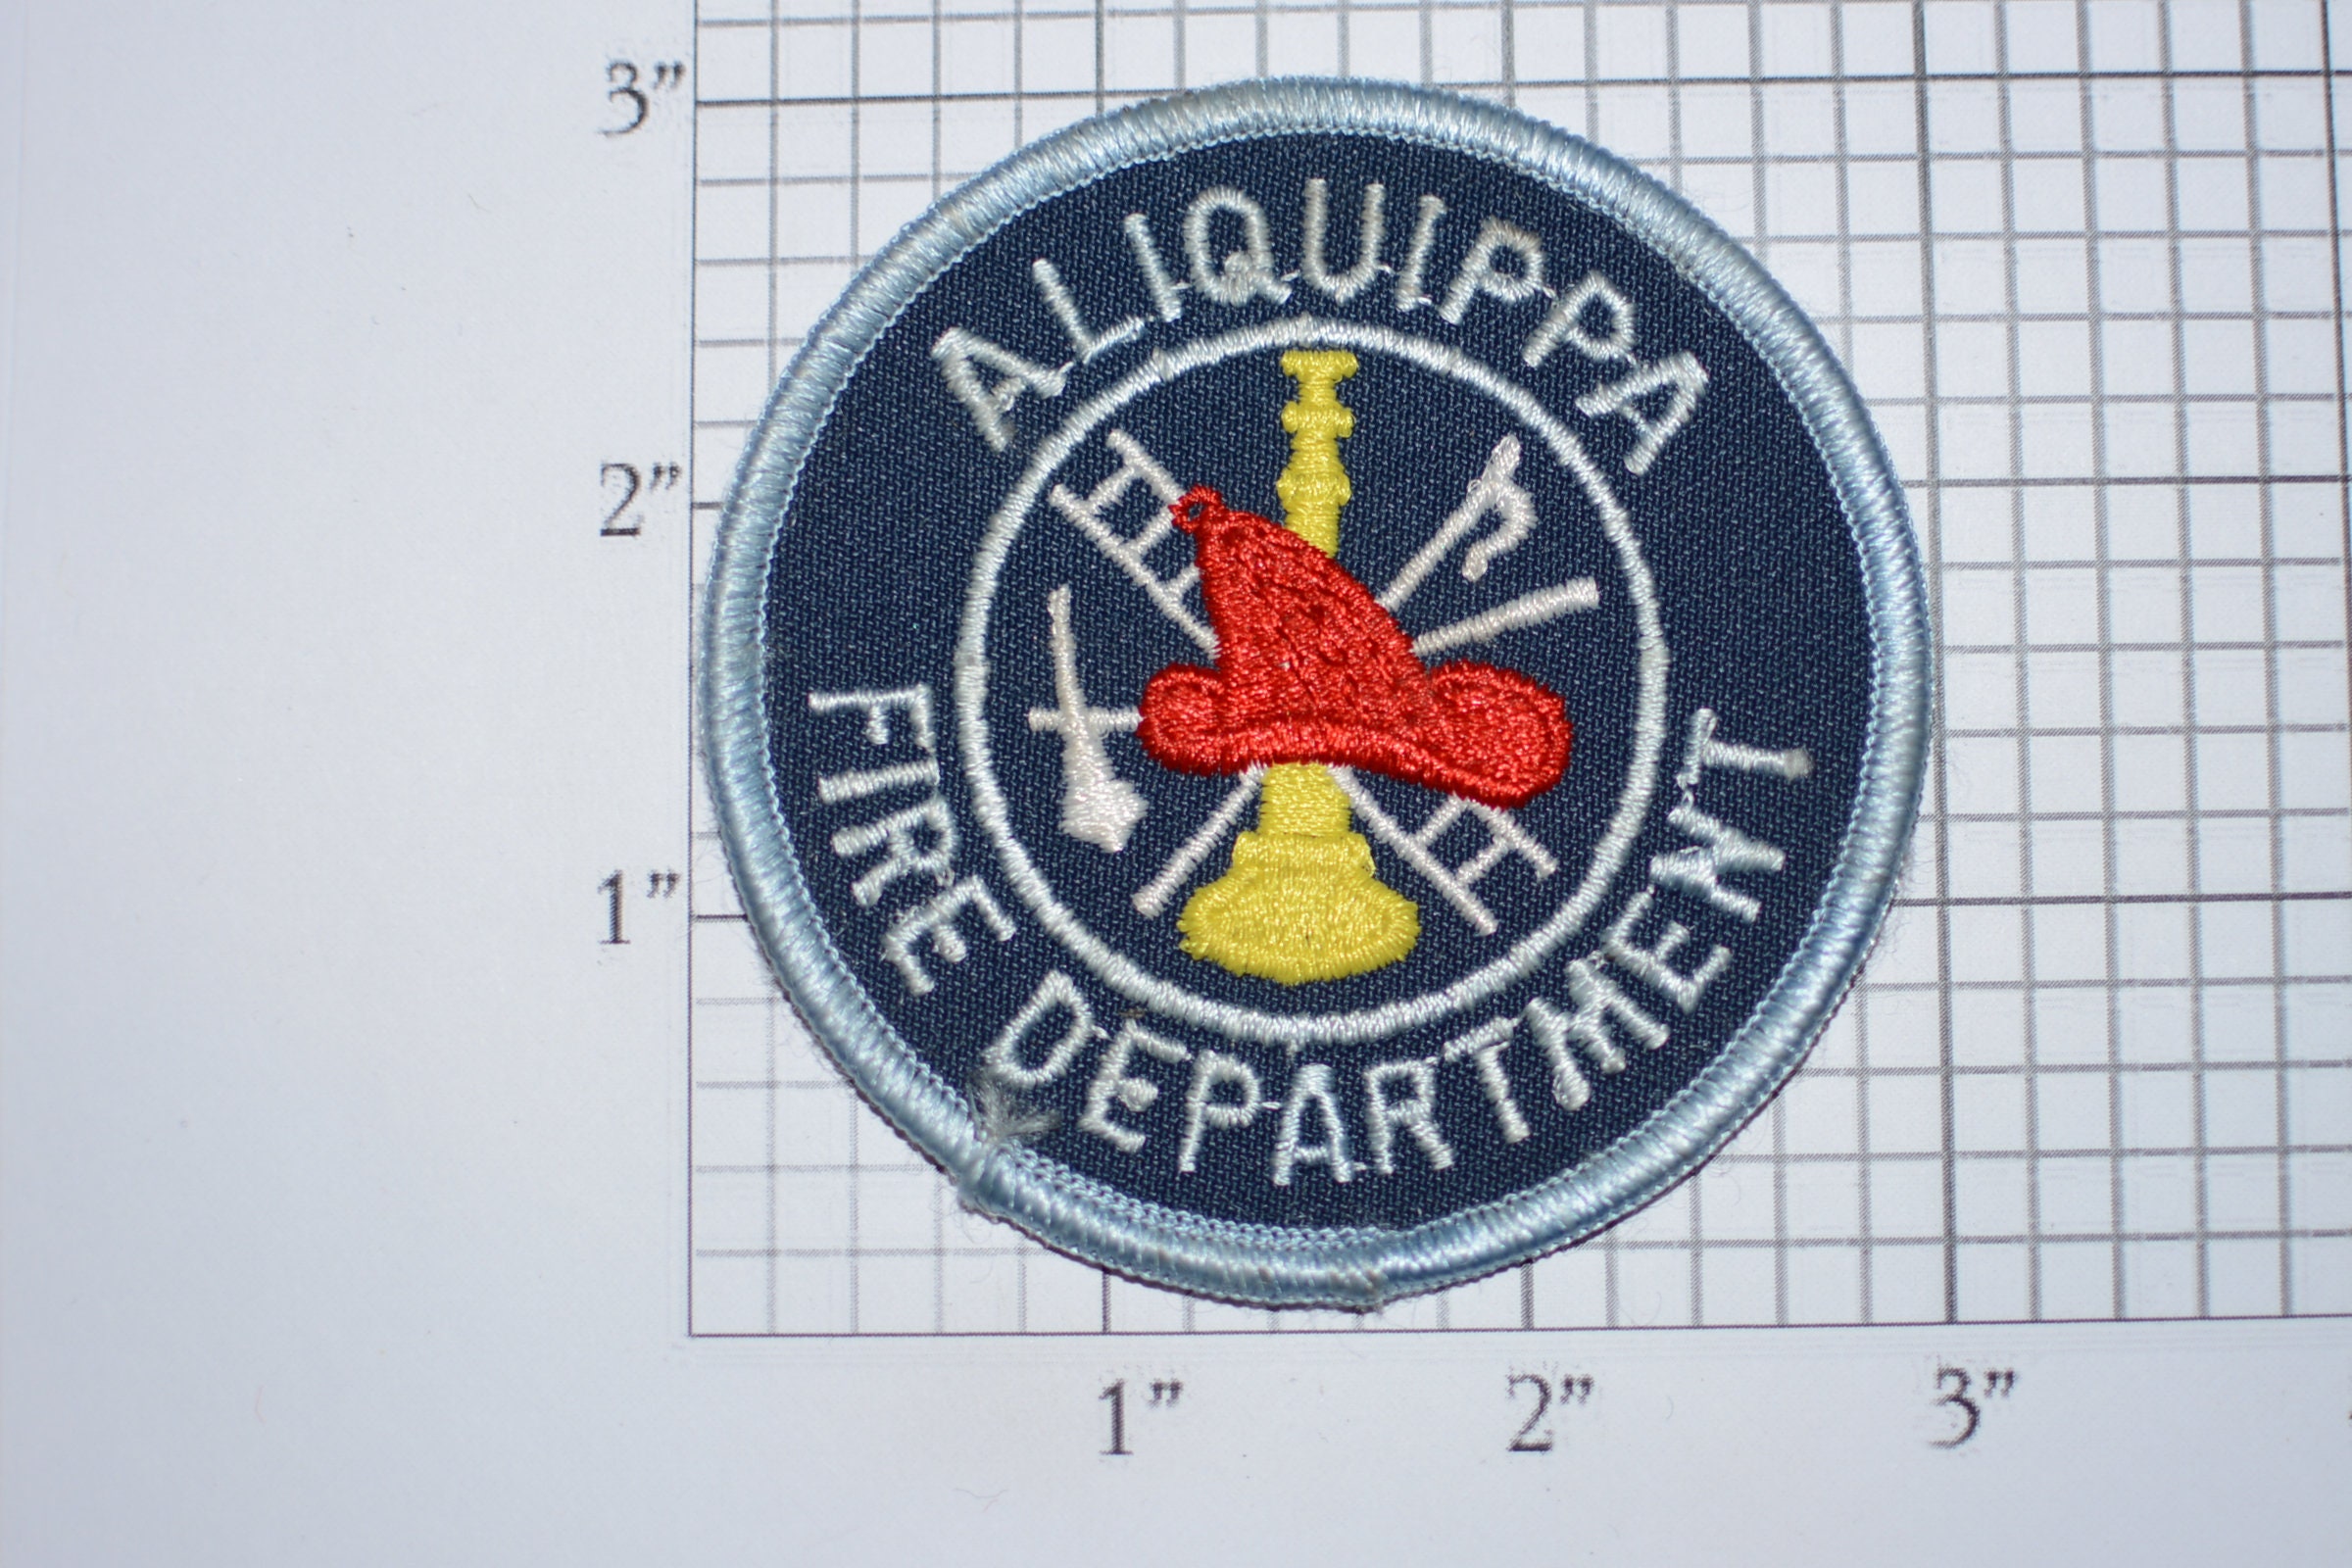 3”
ALIQUIPPA
2”
FIRE DEPARTMENT
1”
1” 2” 3”